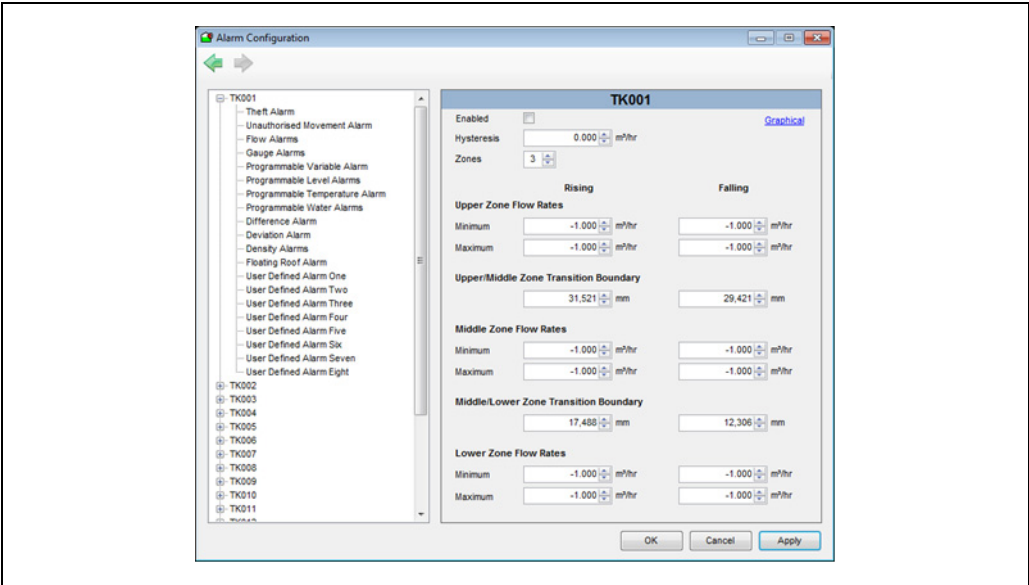 Alarm Configuration
TK001
Theft Alarm
Unauthorised Movement Alarm
Flow Alarms
Gauge Alarms
Programmable Variable Alarm
Programmable Level Alarms
Programmable Temperature Alarm
Programmable Water Alarms
Difference Alarm
Deviation Alarm
Density Alarms
Floating Roof Alarm
User Defined Alarm One
User Defined Alarm Two
User Defined Alarm Three
User Defined Alarm Four
User Defined Alarm Five
User Defined Alarm Six
User Defined Alarm Seven
User Defined Alarm Eight
TK002
TK003
TK004
TK005
TK006
TK007
TK008
TK009
TK010
TK011
TK001
Enabled Graphical
Hysteresis 0.000 m³/hr
Zones 3
Rising Falling
Upper Zone Flow Rates
Minimum -1.000 m³/hr -1.000 m³/hr
Maximum -1.000 m³/hr -1.000 m³/hr
Upper/Middle Zone Transition Boundary
31,521 mm 29,421 mm
Middle Zone Flow Rates
Minimum -1.000 m³/hr -1.000 m³/hr
Maximum -1.000 m³/hr -1.000 m³/hr
Middle/Lower Zone Transition Boundary
17,488 mm 12,306 mm
Lower Zone Flow Rates
Minimum -1.000 m³/hr -1.000 m³/hr
Maximum -1.000 m³/hr -1.000 m³/hr
OK Cancel Apply